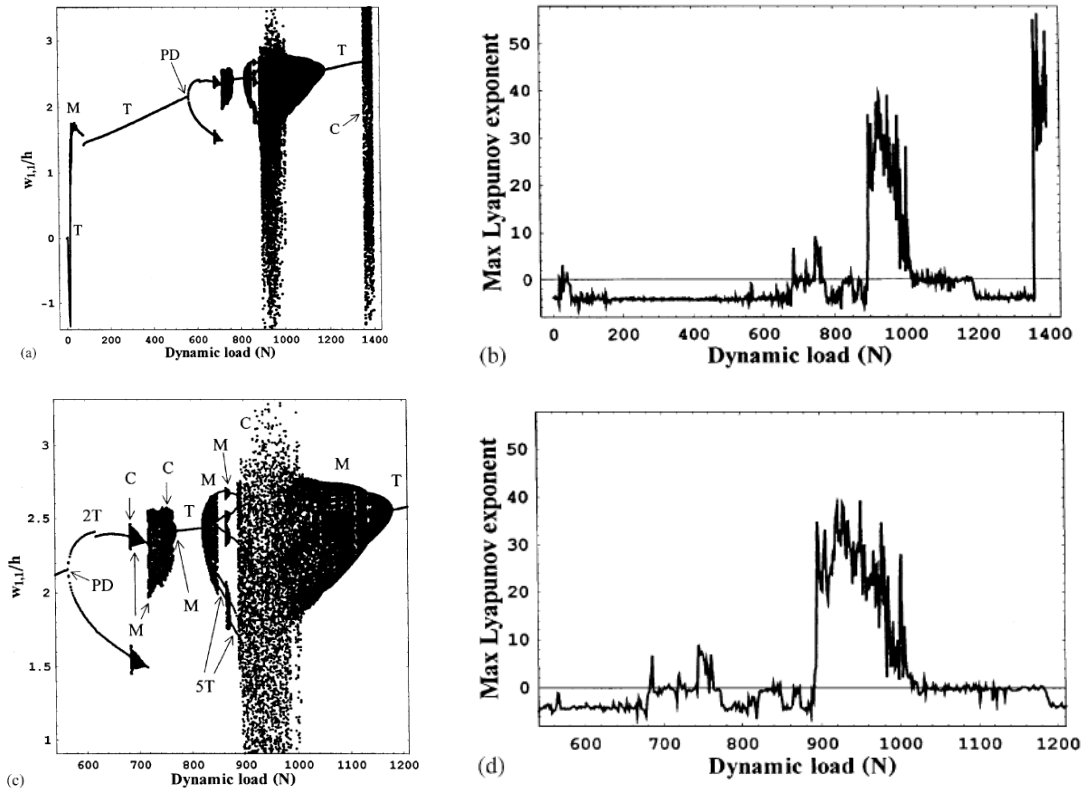 3
2
1
0
-1
w1,1/h
M
T
PD
T
T
C
T
0 200 400 600 800 1000 1200 1400
Dynamic load (N)
(a)
50
40
30
20
10
0
Max Lyapunov exponent
0 200 400 600 800 1000 1200 1400
Dynamic load (N)
(b)
3
2.5
2
1.5
1
w1,1/h
C
M
C
C
M
M
T
2T
T
PD
M
M
5T
600 700 800 900 1000 1100 1200
Dynamic load (N)
(c)
50
40
30
20
10
0
Max Lyapunov exponent
600 700 800 900 1000 1100 1200
Dynamic load (N)
(d)